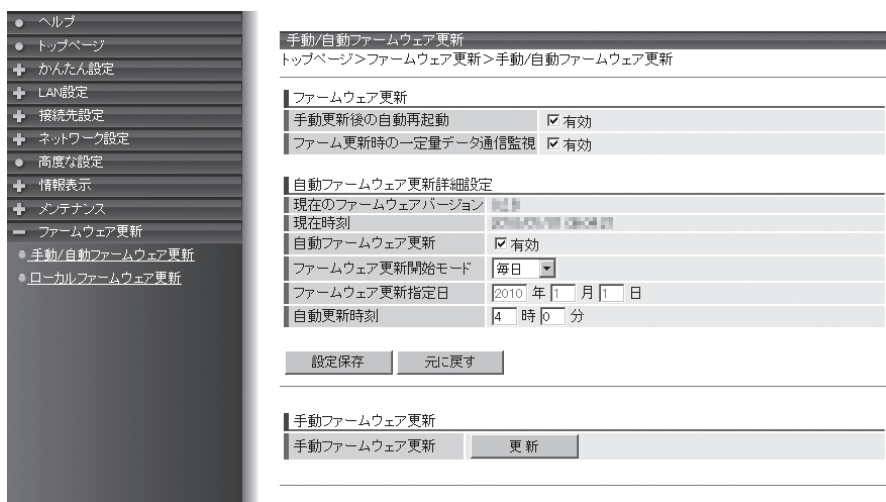 ヘルプ
トップページ
かんたん設定
LAN設定
接続先設定
ネットワーク設定
高度な設定
情報表示
メンテナンス
ファームウェア更新
手動/自動ファームウェア更新
ローカルファームウェア更新
手動/自動ファームウェア更新
トップページ>ファームウェア更新>手動/自動ファームウェア更新
ファームウェア更新
手動更新後の自動再起動 有効
ファーム更新時の一定量データ通信監視 有効
自動ファームウェア更新詳細設定
現在のファームウェアバージョン
現在時刻
自動ファームウェア更新 有効
ファームウェア更新開始モード 毎日
ファームウェア更新指定日 2010 年 1 月 1 日
自動更新時刻 4 時 0 分
設定保存 元に戻す
手動ファームウェア更新
手動ファームウェア更新 更新